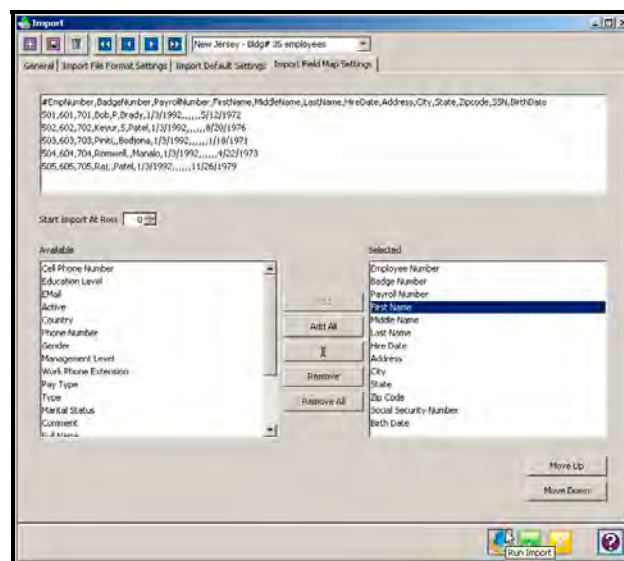 Import
New Jersey - Bldg# 35 employees
General | Import File Format Settings | Import Default Settings | Import Field Map Settings
#EmpNumber,BadgeNumber,PayrollNumber,FirstName,MiddleName,LastName,HireDate,Address,City,State,Zipcode,SSN,BirthDate
501,601,701,Bob,P,Brady,1/3/1992,,,,,,5/12/1972
502,602,702,Keyur,S,Patel,1/3/1992,,,,,,8/20/1976
503,603,703,Priti,,Bodjona,1/3/1992,,,,,,1/18/1971
504,604,704,Romwell,,Manalo,1/3/1992,,,,,,4/22/1973
505,605,705,Raj,,Patel,1/3/1992,,,,,,11/26/1979
Start Import At Row 0
Available
Cell Phone Number
Education Level
EMail
Active
Country
Phone Number
Gender
Management Level
Work Phone Extension
Pay Type
Type
Marital Status
Comment
Full Name
Add
Add All
Remove
Remove All
Selected
Employee Number
Badge Number
Payroll Number
First Name
Middle Name
Last Name
Hire Date
Address
City
State
Zip Code
Social Security Number
Birth Date
Move Up
Move Down
Run Import